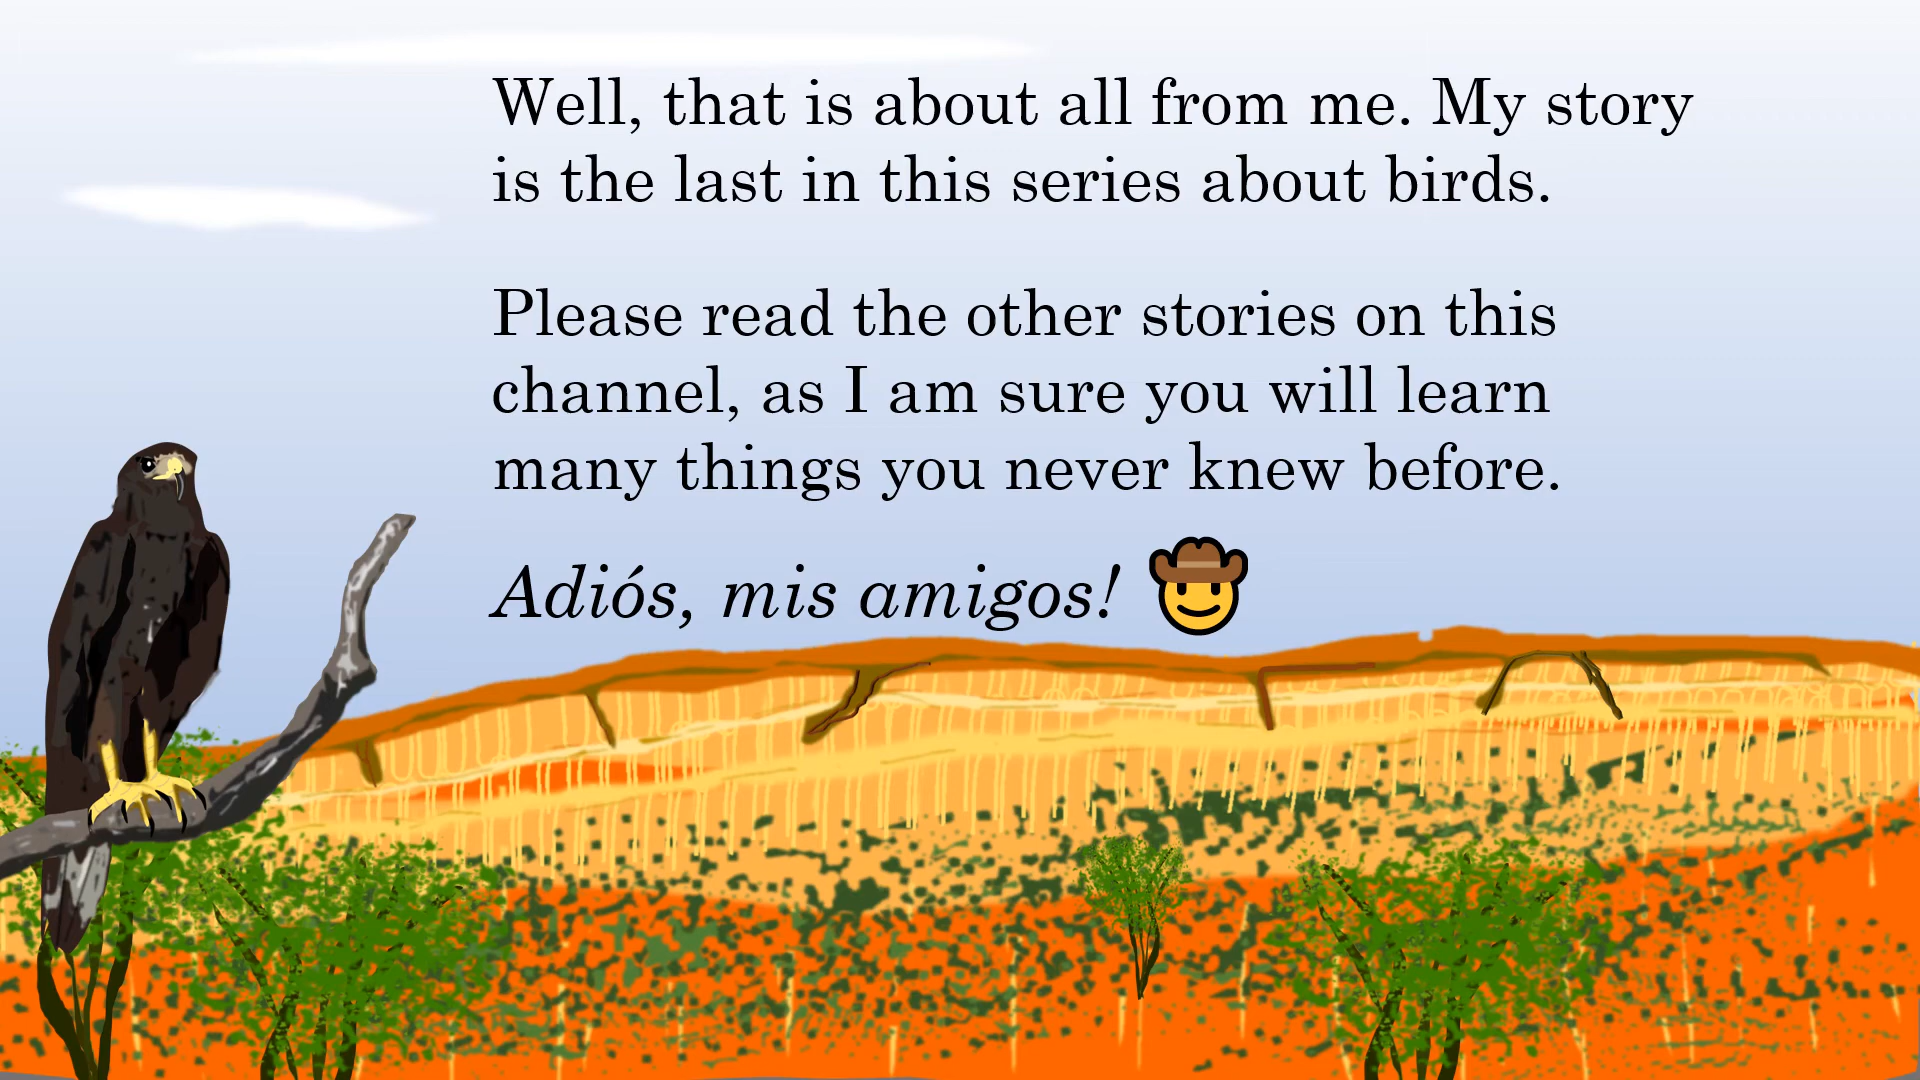 Well, that is about all from me. My story
is the last in this series about birds.
Please read the other stories on this
channel, as I am sure you will learn
many things you never knew before.
Adiós, mis amigos! 🤠